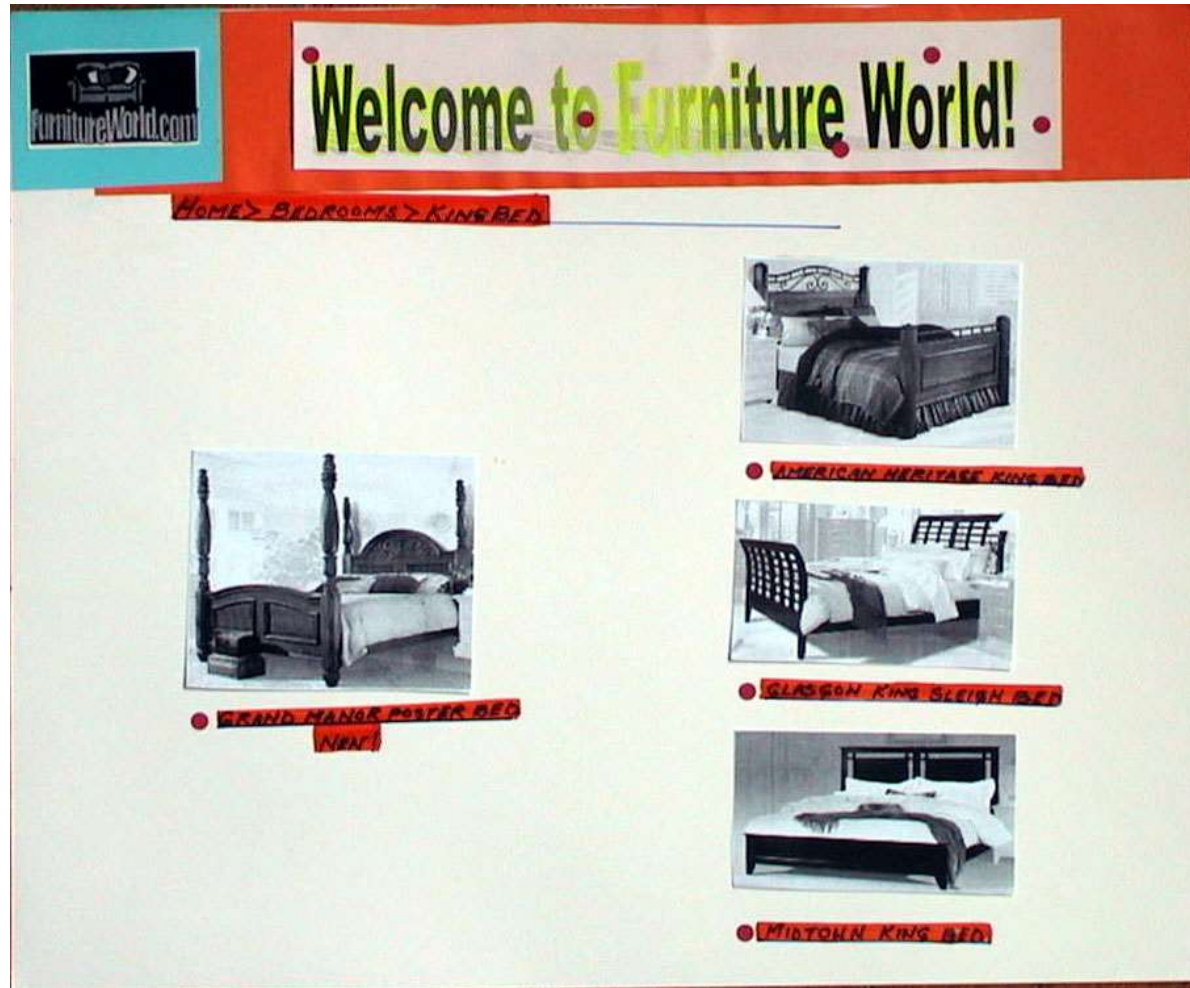 FurnitureWorld.com
Welcome to Furniture World!
HOME> BEDROOMS> KING BED
AMERICAN HERITAGE KING BED
GLASGOW KING SLEIGH BED
GRAND MANOR POSTER BED
NEW!
MIDTOWN KING BED